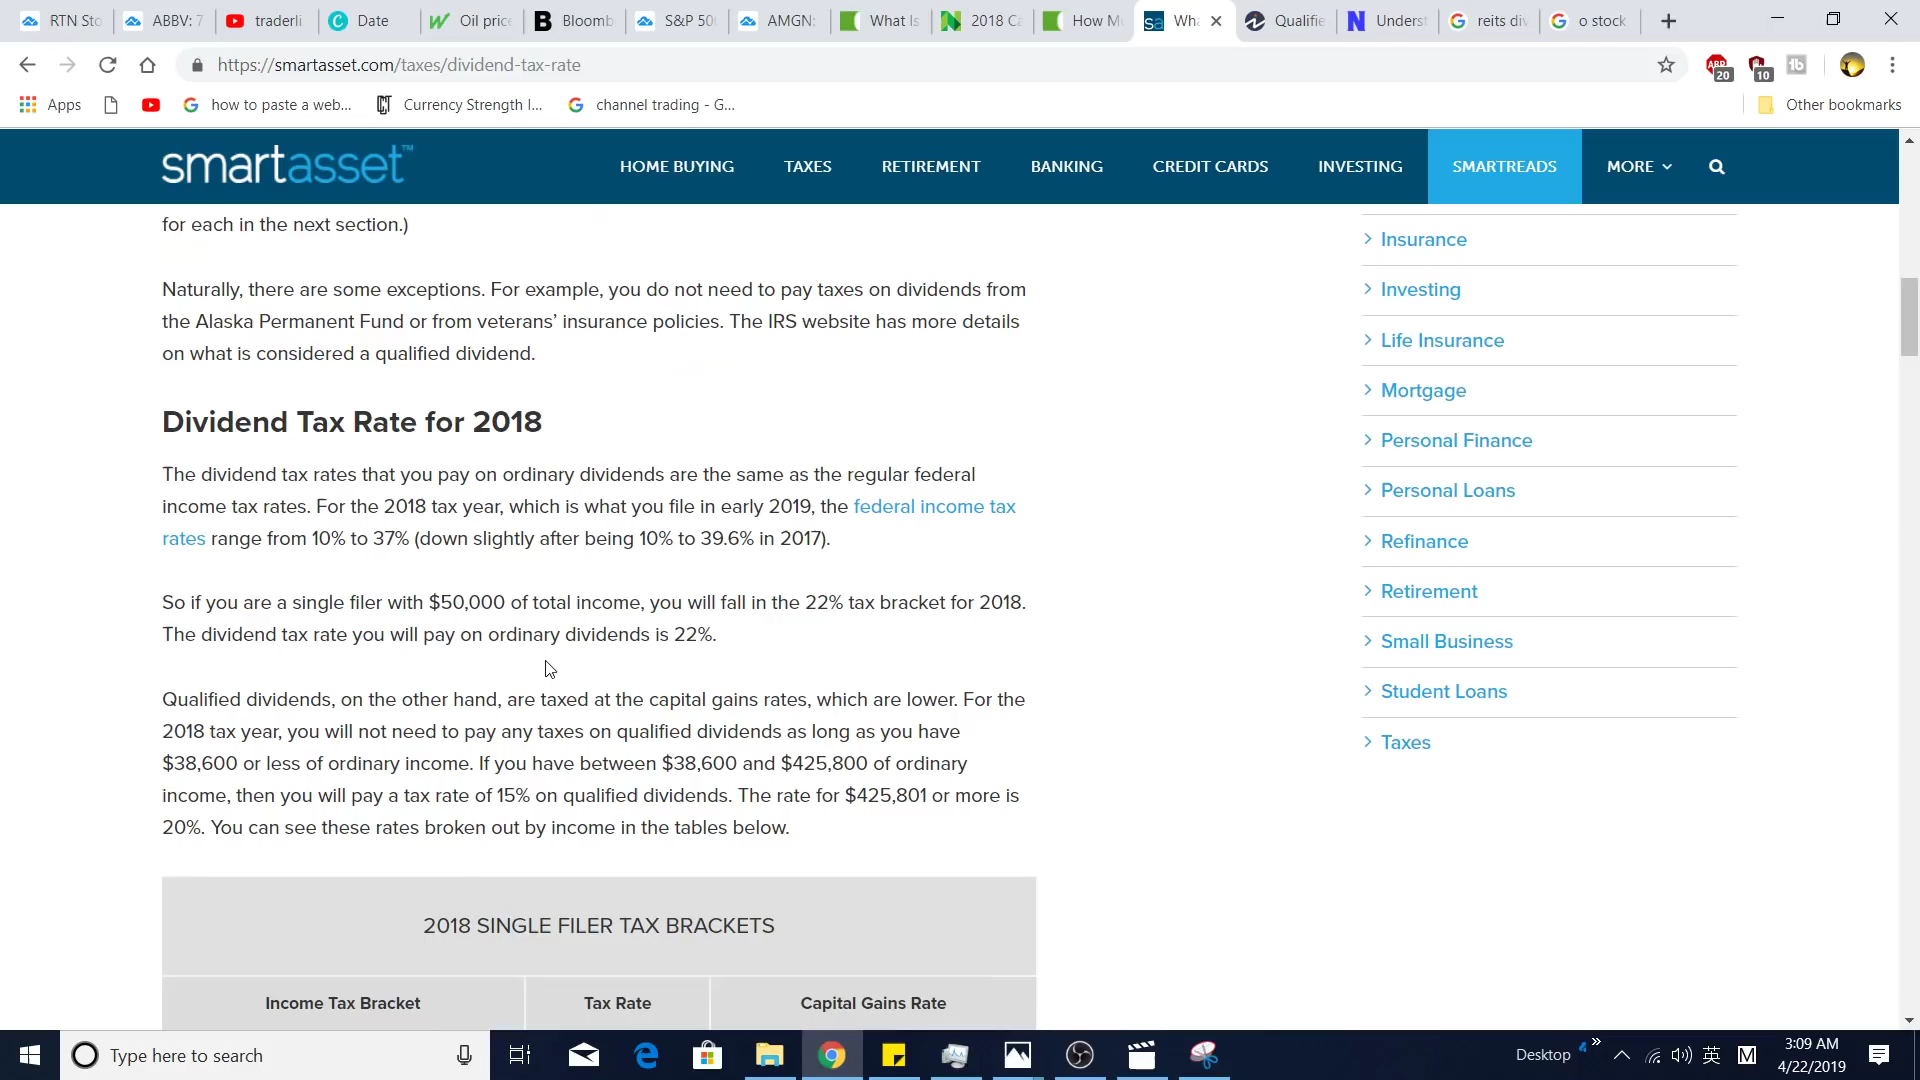 RTN Sto ABBV: 7 traderli Date Oil price Bloomb S&P 50 AMGN: What Is 2018 Ca How M Wha Qualifie Underst reits div o stock
https://smartasset.com/taxes/dividend-tax-rate
20 10 tb
Apps how to paste a web... Currency Strength I... channel trading - G... Other bookmarks
smartasset™ HOME BUYING TAXES RETIREMENT BANKING CREDIT CARDS INVESTING SMARTREADS MORE
for each in the next section.)
Naturally, there are some exceptions. For example, you do not need to pay taxes on dividends from
the Alaska Permanent Fund or from veterans’ insurance policies. The IRS website has more details
on what is considered a qualified dividend.
Dividend Tax Rate for 2018
The dividend tax rates that you pay on ordinary dividends are the same as the regular federal
income tax rates. For the 2018 tax year, which is what you file in early 2019, the federal income tax
rates range from 10% to 37% (down slightly after being 10% to 39.6% in 2017).
So if you are a single filer with $50,000 of total income, you will fall in the 22% tax bracket for 2018.
The dividend tax rate you will pay on ordinary dividends is 22%.
Qualified dividends, on the other hand, are taxed at the capital gains rates, which are lower. For the
2018 tax year, you will not need to pay any taxes on qualified dividends as long as you have
$38,600 or less of ordinary income. If you have between $38,600 and $425,800 of ordinary
income, then you will pay a tax rate of 15% on qualified dividends. The rate for $425,801 or more is
20%. You can see these rates broken out by income in the tables below.
2018 SINGLE FILER TAX BRACKETS
Income Tax Bracket Tax Rate Capital Gains Rate
Insurance
Investing
Life Insurance
Mortgage
Personal Finance
Personal Loans
Refinance
Retirement
Small Business
Student Loans
Taxes
Type here to search
Desktop
英 M
3:09 AM
4/22/2019